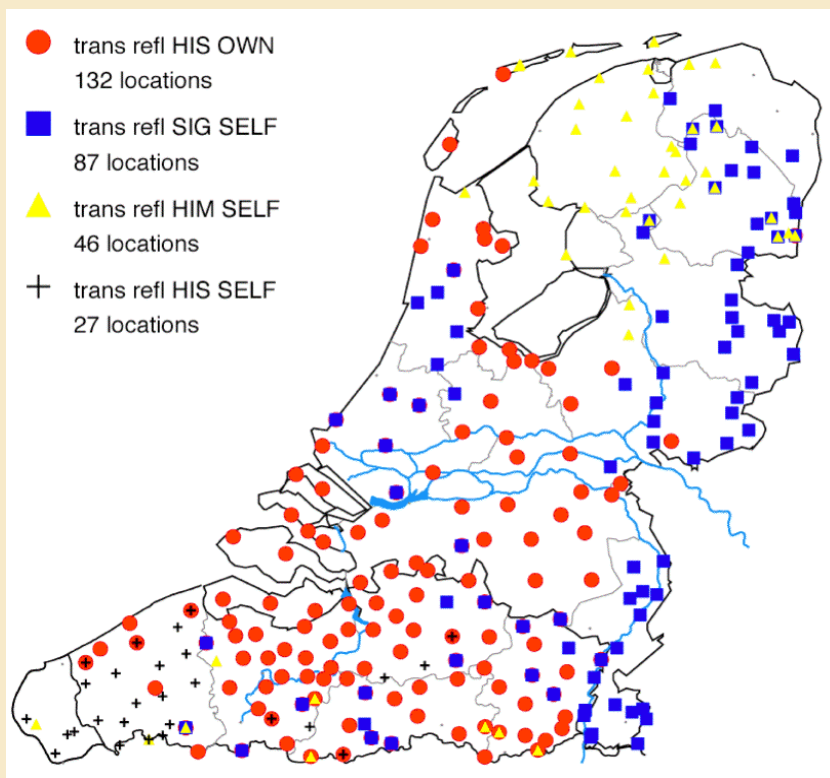 trans refl HIS OWN
132 locations
trans refl SIG SELF
87 locations
trans refl HIM SELF
46 locations
trans refl HIS SELF
27 locations